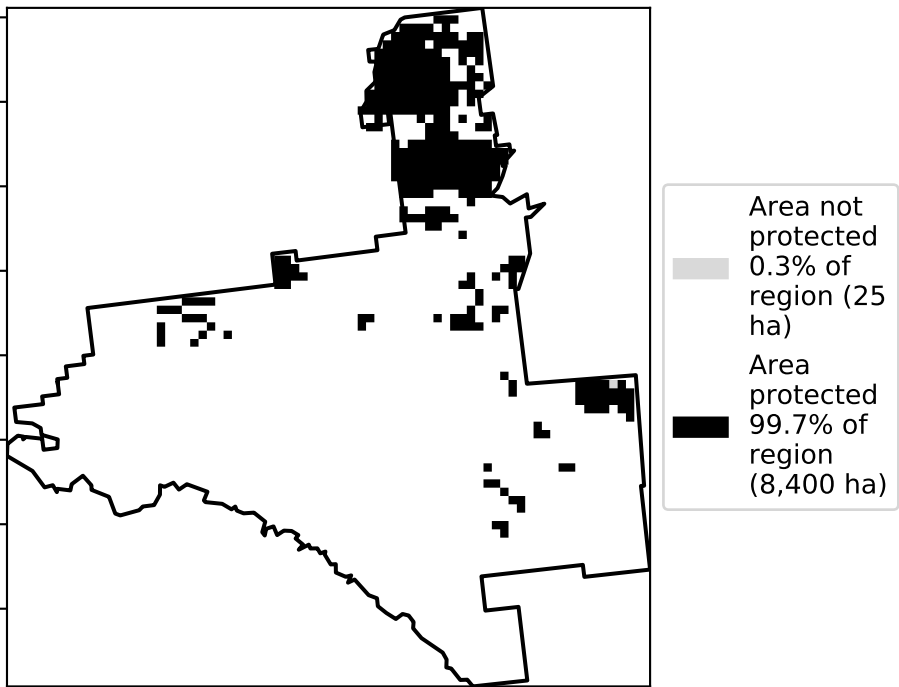 Area not
protected
0.3% of
region (25
ha)
Area
protected
99.7% of
region
(8,400 ha)